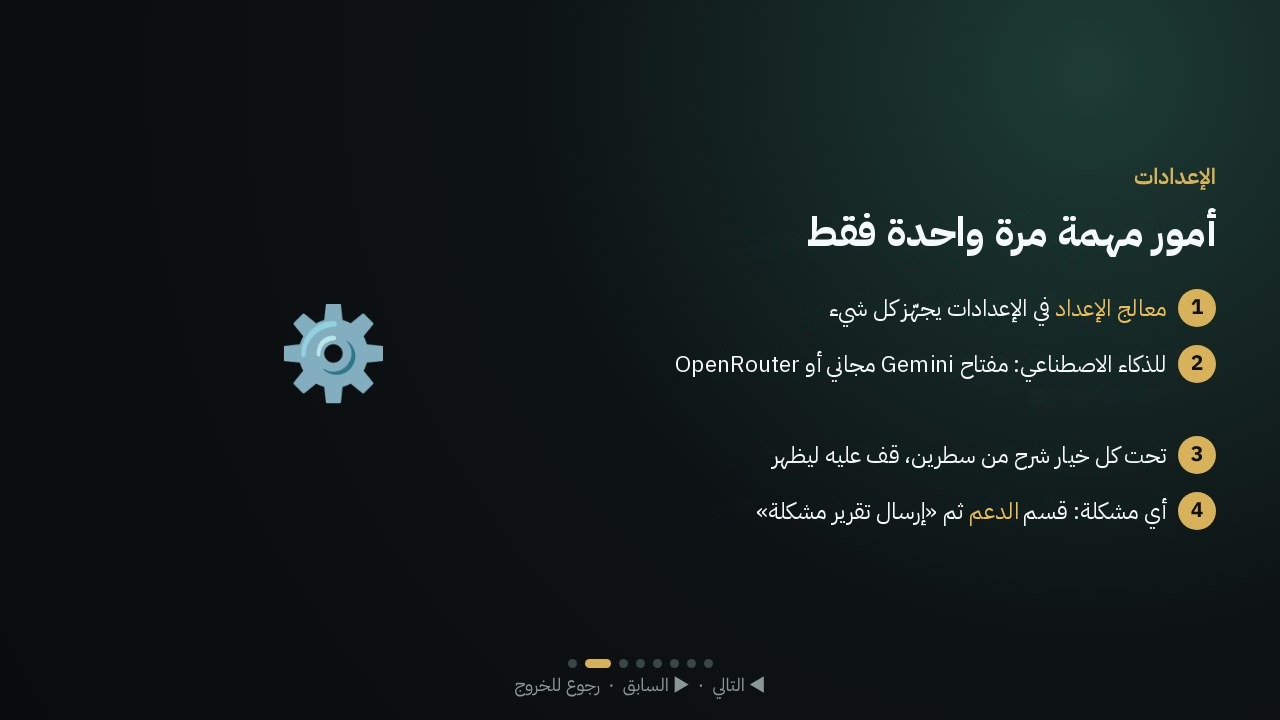 الإعدادات
أمور مهمة مرة واحدة فقط
1 معالج الإعداد في الإعدادات يجهّز كل شيء
2 للذكاء الاصطناعي: مفتاح Gemini مجاني أو OpenRouter
3 تحت كل خيار شرح من سطرين، قف عليه ليظهر
4 أي مشكلة: قسم الدعم ثم «إرسال تقرير مشكلة»
◀ التالي · ▶ السابق · رجوع للخروج